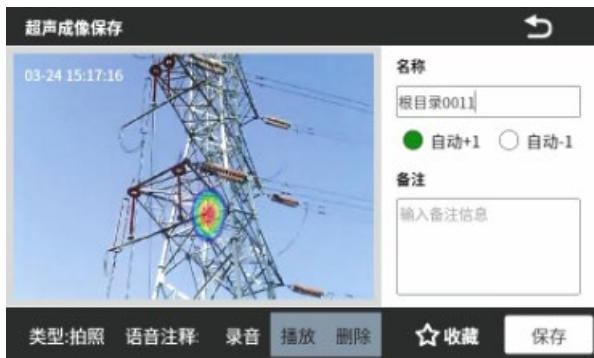 超声成像保存
03-24 15:17:16
名称
根目录0011
自动+1 自动-1
备注
输入备注信息
类型:拍照 语音注释: 录音 播放 删除 收藏 保存